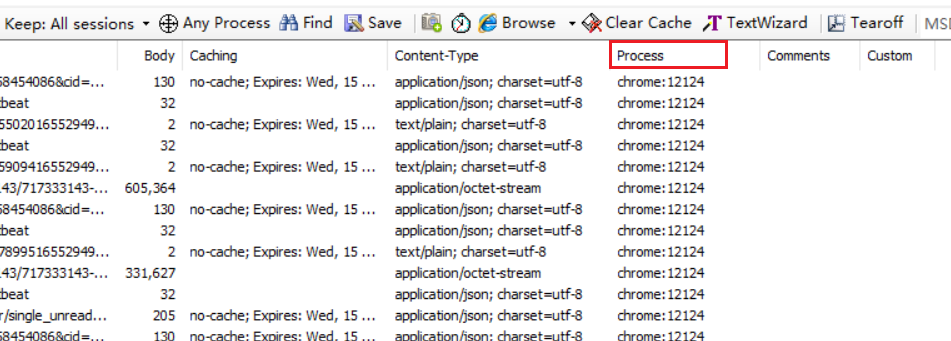 Keep: All sessions Any Process Find Save Browse Clear Cache TextWizard Tearoff MSI
Body Caching Content-Type Process Comments Custom
58454086&cid=... 130 no-cache; Expires: Wed, 15 ... application/json; charset=utf-8 chrome:12124
tbeat 32 application/json; charset=utf-8 chrome:12124
5502016552949... 2 no-cache; Expires: Wed, 15 ... text/plain; charset=utf-8 chrome:12124
tbeat 32 application/json; charset=utf-8 chrome:12124
5909416552949... 2 no-cache; Expires: Wed, 15 ... text/plain; charset=utf-8 chrome:12124
143/717333143-... 605,364 application/octet-stream chrome:12124
58454086&cid=... 130 no-cache; Expires: Wed, 15 ... application/json; charset=utf-8 chrome:12124
tbeat 32 application/json; charset=utf-8 chrome:12124
7899516552949... 2 no-cache; Expires: Wed, 15 ... text/plain; charset=utf-8 chrome:12124
143/717333143-... 331,627 application/octet-stream chrome:12124
tbeat 32 application/json; charset=utf-8 chrome:12124
r/single_unread... 205 no-cache; Expires: Wed, 15 ... application/json; charset=utf-8 chrome:12124
58454086&cid=... 130 no-cache; Expires: Wed, 15 ... application/json; charset=utf-8 chrome:12124